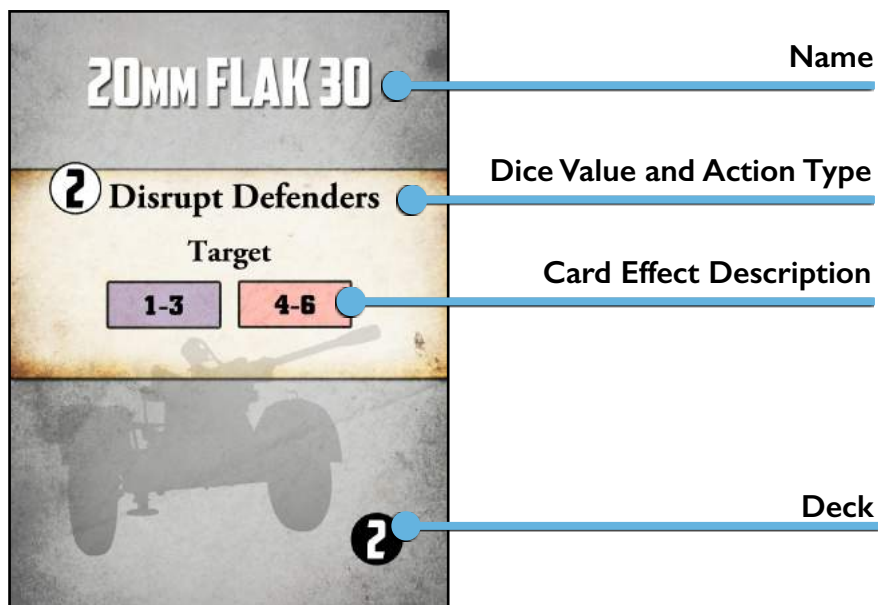 20MM FLAK 30
Name
2 Disrupt Defenders
Dice Value and Action Type
Target
1-3 4-6
Card Effect Description
2
Deck